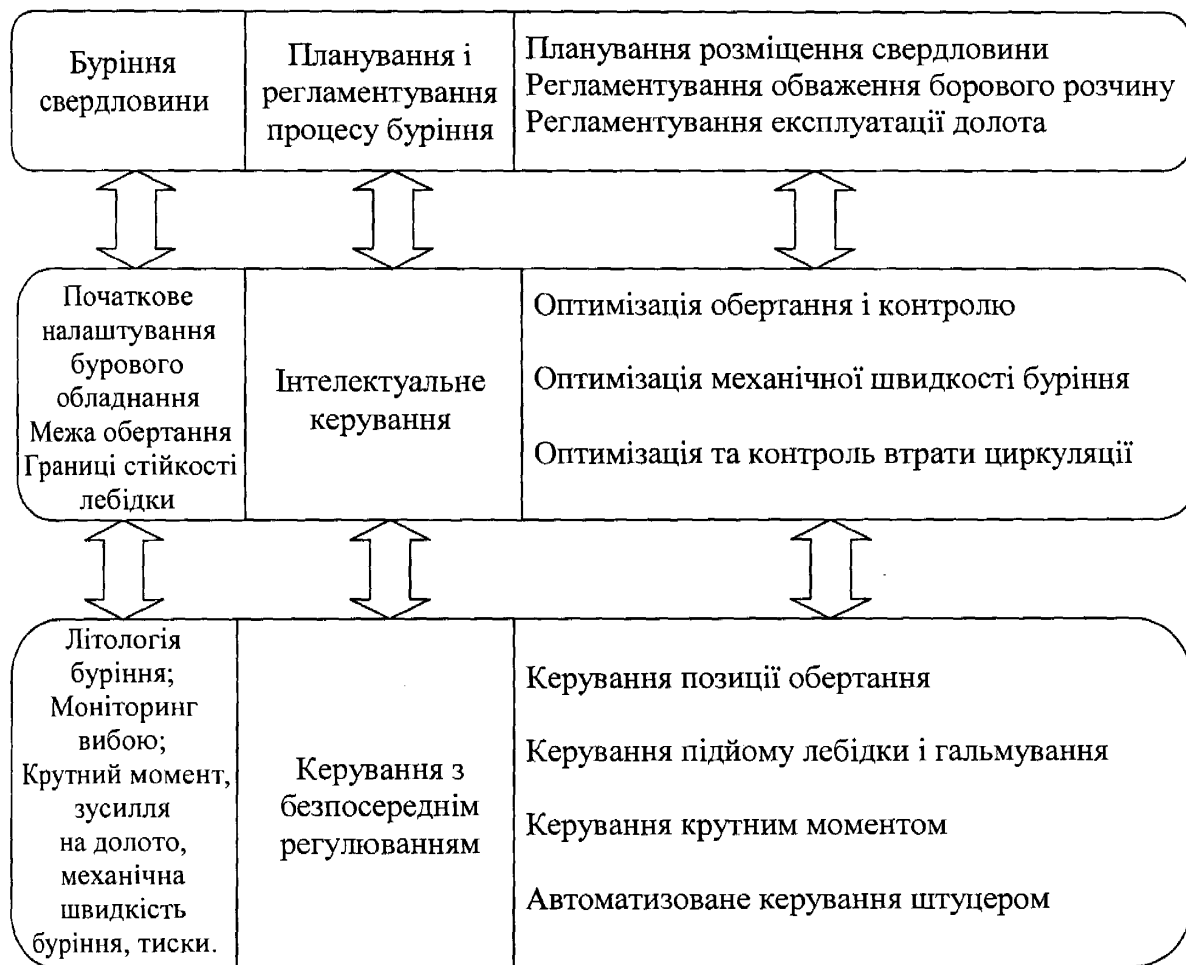 Буріння
свердловини
Планування і
регламентування
процесу буріння
Планування розміщення свердловини
Регламентування обваження борового розчину
Регламентування експлуатації долота
Початкове
налаштування
бурового
обладнання
Межа обертання
Границі стійкості
лебідки
Інтелектуальне
керування
Оптимізація обертання і контролю
Оптимізація механічної швидкості буріння
Оптимізація та контроль втрати циркуляції
Літологія
буріння;
Моніторинг
вибою;
Крутний момент,
зусилля
на долото,
механічна
швидкість
буріння, тиски.
Керування з
безпосереднім
регулюванням
Керування позиції обертання
Керування підйому лебідки і гальмування
Керування крутним моментом
Автоматизоване керування штуцером